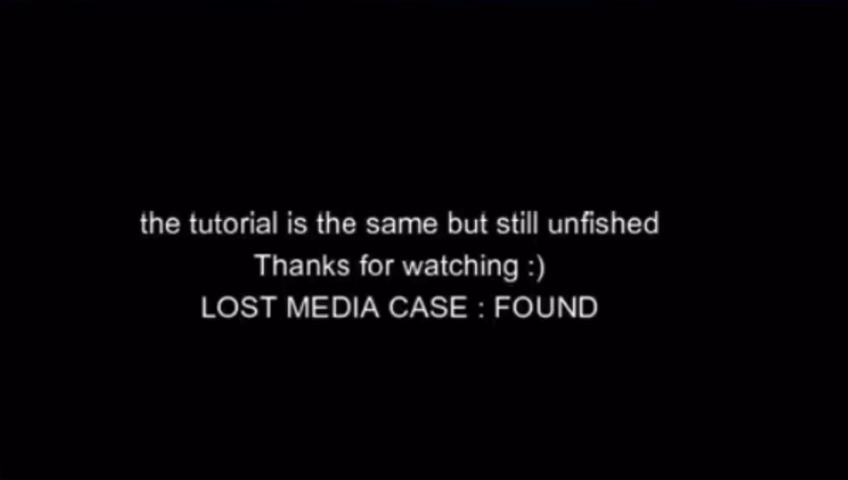 the tutorial is the same but still unfished
Thanks for watching :)
LOST MEDIA CASE : FOUND